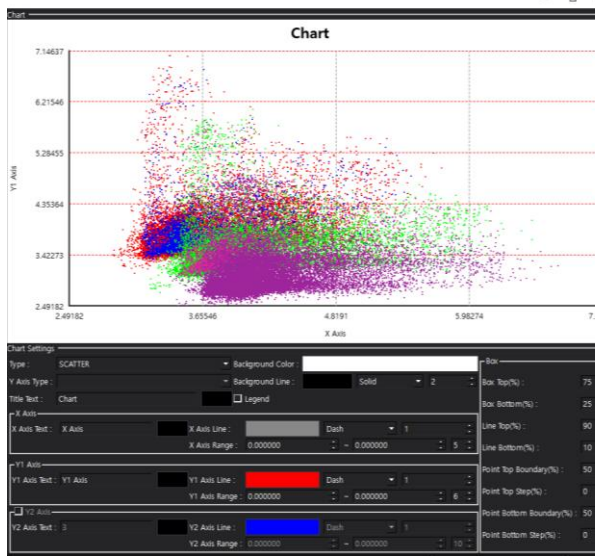 Chart
Chart
7.14637
6.21546
5.28455
4.35364
3.42273
2.49182
Y1 Axis
2.49182 3.65546 4.8191 5.98274 7.
X Axis
Chart Settings
Type : SCATTER Background Color :
Y Axis Type : Background Line : Solid 2
Title Text : Chart Legend
X Axis
X Axis Text : X Axis X Axis Line : Dash 1
X Axis Range : 0.000000 ~ 0.000000 5
Y1 Axis
Y1 Axis Text : Y1 Axis Y1 Axis Line : Dash 1
Y1 Axis Range : 0.000000 ~ 0.000000 6
Y2 Axis
Y2 Axis Text : 3 Y2 Axis Line : Dash 1
Y2 Axis Range : 0.000000 ~ 0.000000 10
Box
Box Top(%) : 75
Box Bottom(%) : 25
Line Top(%) : 90
Line Bottom(%) : 10
Point Top Boundary(%) : 50
Point Top Step(%) : 0
Point Bottom Boundary(%) : 50
Point Bottom Step(%) : 0